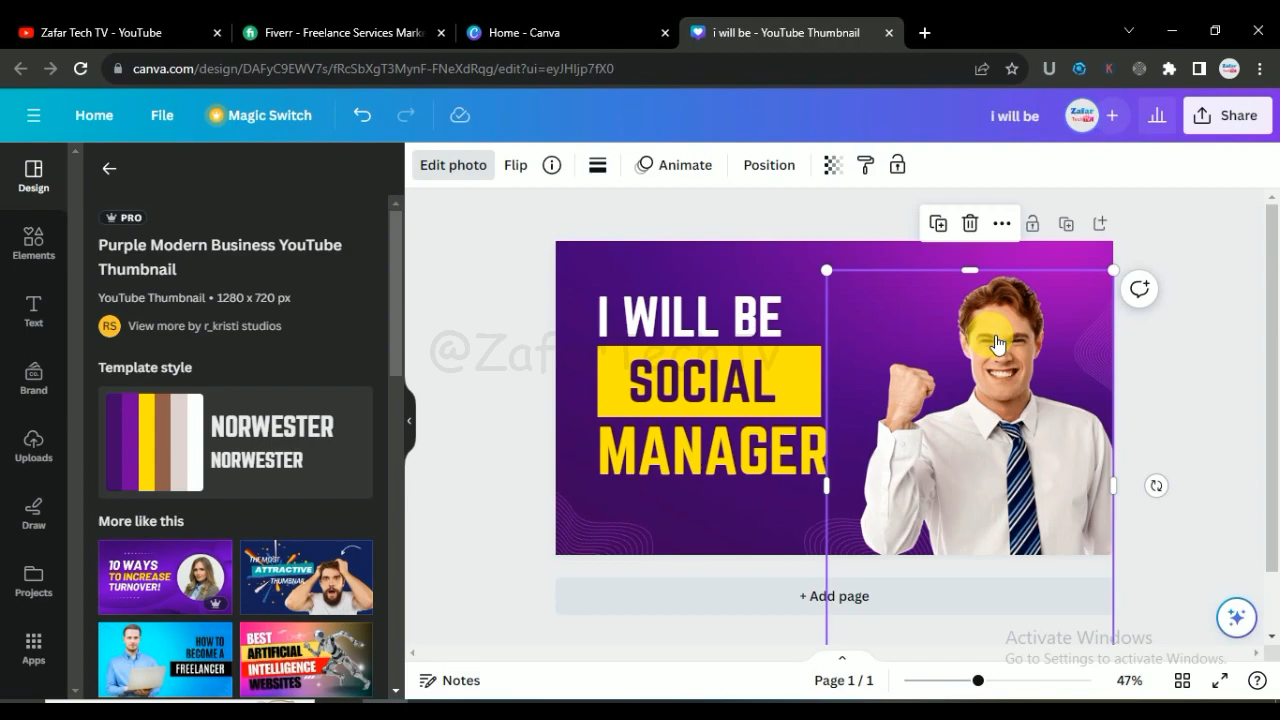 Zafar Tech TV - YouTube
Fiverr - Freelance Services Marke
Home - Canva
i will be - YouTube Thumbnail
canva.com/design/DAFyC9EWV7s/fRcSbXgT3MynF-FNeXdRqg/edit?ui=eyJHIjp7fX0
Home
File
Magic Switch
i will be
Zafar
Share
Design
Elements
Text
Brand
Uploads
Draw
Projects
Apps
PRO
Purple Modern Business YouTube
Thumbnail
YouTube Thumbnail • 1280 x 720 px
RS
View more by r_kristi studios
Template style
NORWESTER
NORWESTER
More like this
10 WAYS
TO INCREASE
TURNOVER!
THE MOST
ATTRACTIVE
THUMBNAIL
HOW TO
BECOME A
FREELANCER
BEST
ARTIFICIAL
INTELLIGENCE
WEBSITES
Edit photo
Flip
Animate
Position
I WILL BE
SOCIAL
MANAGER
@ZafarTechTV
+ Add page
Activate Windows
Go to Settings to activate Windows.
Notes
Page 1 / 1
47%